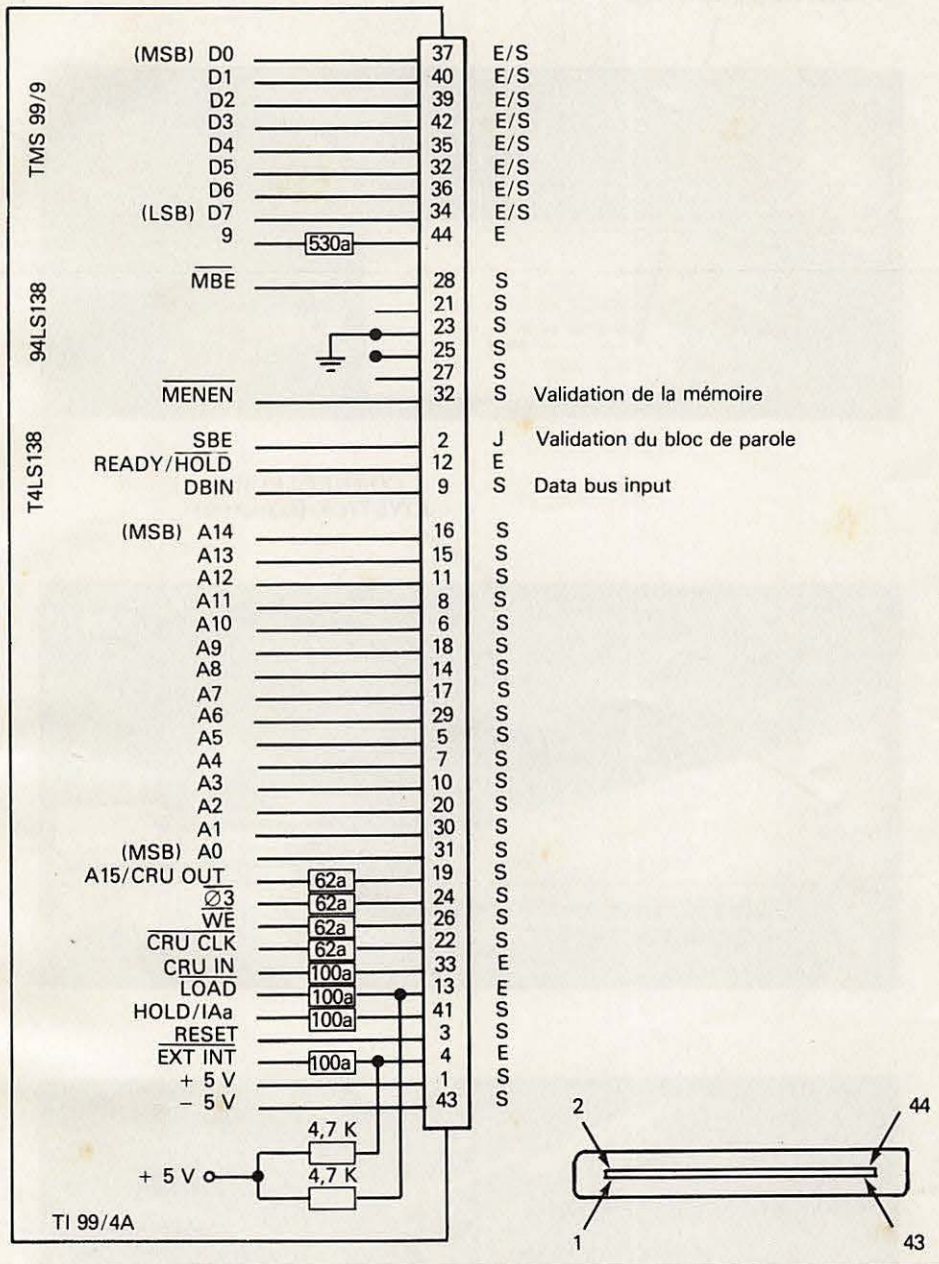 (MSB) D0 37 E/S
D1 40 E/S
D2 39 E/S
D3 42 E/S
D4 35 E/S
D5 32 E/S
D6 36 E/S
(LSB) D7 34 E/S
9 530a 44 E
TMS 99/9
MBE 28 S
21 S
23 S
25 S
27 S
94LS138
MENEN 32 S Validation de la mémoire
SBE 2 J Validation du bloc de parole
READY/HOLD 12 E
DBIN 9 S Data bus input
T4LS138
(MSB) A14 16 S
A13 15 S
A12 11 S
A11 8 S
A10 6 S
A9 18 S
A8 14 S
A7 17 S
A6 29 S
A5 5 S
A4 7 S
A3 10 S
A2 20 S
A1 30 S
(MSB) A0 31 S
A15/CRU OUT 62a 19 S
Ø3 62a 24 S
WE 62a 26 S
CRU CLK 62a 22 S
CRU IN 100a 33 E
LOAD 100a 13 E
HOLD/IAa 100a 41 S
RESET 3 S
EXT INT 100a 4 E
+ 5 V 1 S
− 5 V 43 S
4,7 K
+ 5 V 4,7 K
TI 99/4A
2 44
1 43